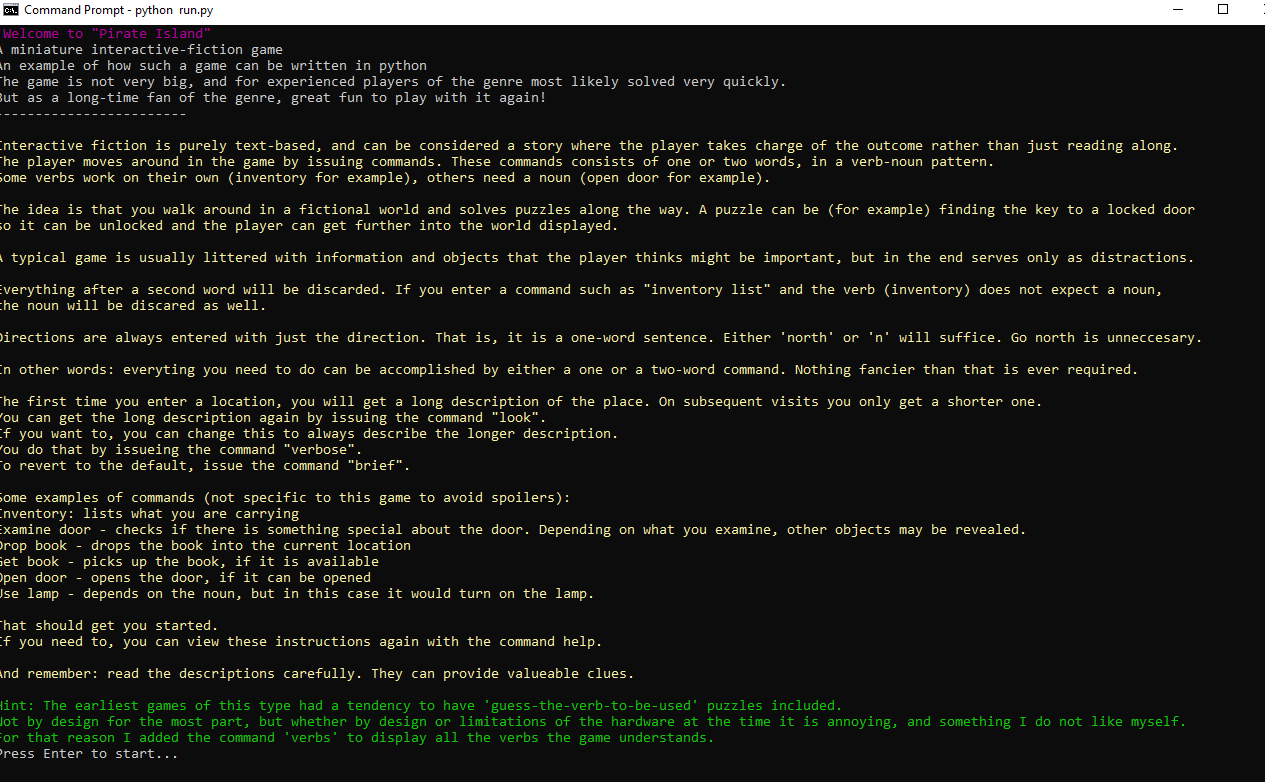 Command Prompt - python run.py
Welcome to "Pirate Island"
A miniature interactive-fiction game
An example of how such a game can be written in python
The game is not very big, and for experienced players of the genre most likely solved very quickly.
But as a long-time fan of the genre, great fun to play with it again!
------------------------
Interactive fiction is purely text-based, and can be considered a story where the player takes charge of the outcome rather than just reading along.
The player moves around in the game by issuing commands. These commands consists of one or two words, in a verb-noun pattern.
Some verbs work on their own (inventory for example), others need a noun (open door for example).
The idea is that you walk around in a fictional world and solves puzzles along the way. A puzzle can be (for example) finding the key to a locked door
so it can be unlocked and the player can get further into the world displayed.
A typical game is usually littered with information and objects that the player thinks might be important, but in the end serves only as distractions.
Everything after a second word will be discarded. If you enter a command such as "inventory list" and the verb (inventory) does not expect a noun,
the noun will be discared as well.
Directions are always entered with just the direction. That is, it is a one-word sentence. Either 'north' or 'n' will suffice. Go north is unneccesary.
In other words: everyting you need to do can be accomplished by either a one or a two-word command. Nothing fancier than that is ever required.
The first time you enter a location, you will get a long description of the place. On subsequent visits you only get a shorter one.
You can get the long description again by issuing the command "look".
If you want to, you can change this to always describe the longer description.
You do that by issueing the command "verbose".
To revert to the default, issue the command "brief".
Some examples of commands (not specific to this game to avoid spoilers):
Inventory: lists what you are carrying
Examine door - checks if there is something special about the door. Depending on what you examine, other objects may be revealed.
Drop book - drops the book into the current location
Get book - picks up the book, if it is available
Open door - opens the door, if it can be opened
Use lamp - depends on the noun, but in this case it would turn on the lamp.
That should get you started.
If you need to, you can view these instructions again with the command help.
And remember: read the descriptions carefully. They can provide valueable clues.
Hint: The earliest games of this type had a tendency to have 'guess-the-verb-to-be-used' puzzles included.
Not by design for the most part, but whether by design or limitations of the hardware at the time it is annoying, and something I do not like myself.
For that reason I added the command 'verbs' to display all the verbs the game understands.
Press Enter to start...